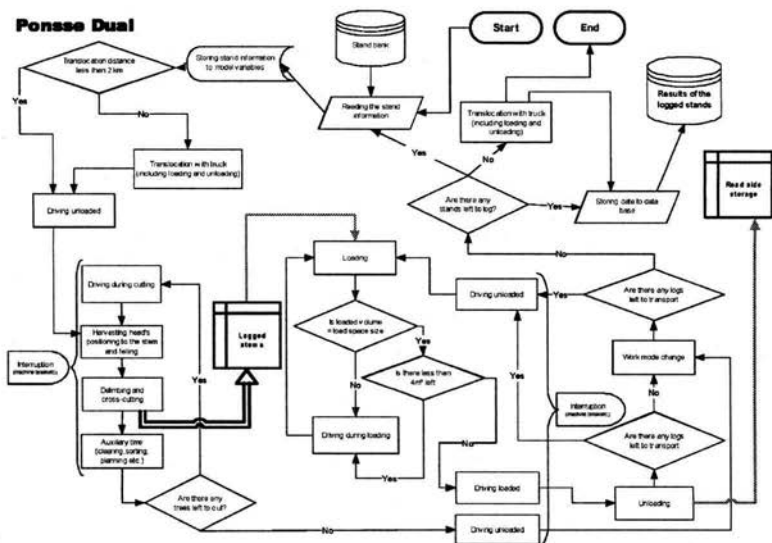 Ponsse Dual
Stand bank
Start
End
Translocation distance
less than 2 km
Storing stand information
to model variables
Reading the stand
information
Translocation with truck
(including loading and
unloading)
Results of the
logged stands
Yes
No
Yes
No
Translocation with truck
(including loading and unloading)
Are there any
stands left to log?
Yes
Storing data to data
base
Road side
storage
Driving unloaded
No
Driving during cutting
Loading
Driving unloaded
Yes
Are there any logs
left to transport
Harvesting head's
positioning to the stem
and felling
Logged
stems
Is loaded volume
= load space size
Yes
No
Work mode change
Interruption
Yes
Is there less than
4m³ left
Yes
No
Delimbing and
cross-cutting
No
Interruption
Are there any logs
left to transport
Driving during loading
Auxiliary time
(clearing, sorting,
planning etc.)
Yes
No
Are there any
trees left to cut?
Driving loaded
Unloading
No
Driving unloaded
No